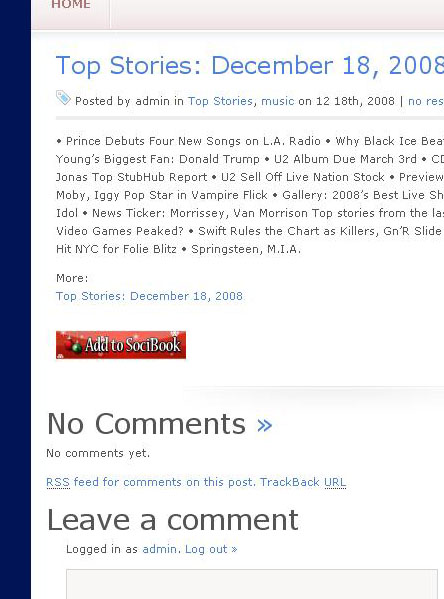 HOME
Top Stories: December 18, 2008
Posted by admin in Top Stories, music on 12 18th, 2008 | no res
• Prince Debuts Four New Songs on L.A. Radio • Why Black Ice Bea
Young's Biggest Fan: Donald Trump • U2 Album Due March 3rd • CD
Jonas Top StubHub Report • U2 Sell Off Live Nation Stock • Preview
Moby, Iggy Pop Star in Vampire Flick • Gallery: 2008's Best Live Sh
Idol • News Ticker: Morrissey, Van Morrison Top stories from the las
Video Games Peaked? • Swift Rules the Chart as Killers, Gn'R Slide
Hit NYC for Folie Blitz • Springsteen, M.I.A.
More:
Top Stories: December 18, 2008
Add to SociBook
No Comments »
No comments yet.
RSS feed for comments on this post. TrackBack URL
Leave a comment
Logged in as admin. Log out »